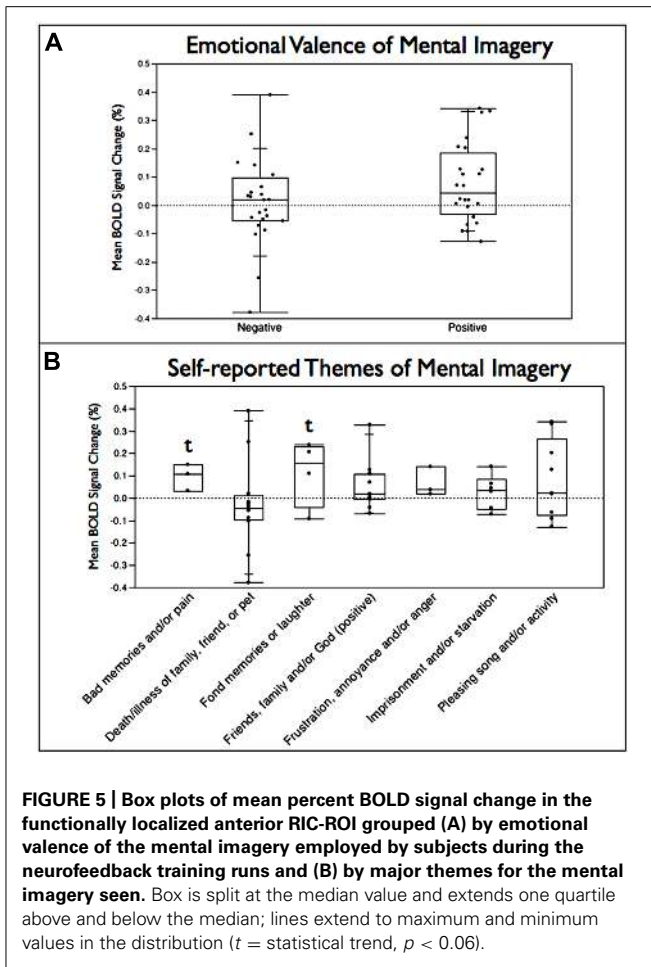 A
Emotional Valence of Mental Imagery
Mean BOLD Signal Change (%)
0.5
0.4
0.3
0.2
0.1
0.0
-0.1
-0.2
-0.3
-0.4
Negative
Positive
B
Self-reported Themes of Mental Imagery
Mean BOLD Signal Change (%)
0.5
0.4
0.3
0.2
0.1
0.0
-0.1
-0.2
-0.3
-0.4
t
t
Bad memories and/or pain
Death/illness of family, friend, or pet
Fond memories or laughter
Friends, family and/or God (positive)
Frustration, annoyance and/or anger
Imprisonment and/or starvation
Pleasing song and/or activity
FIGURE 5 | Box plots of mean percent BOLD signal change in the
functionally localized anterior RIC-ROI grouped (A) by emotional
valence of the mental imagery employed by subjects during the
neurofeedback training runs and (B) by major themes for the mental
imagery seen. Box is split at the median value and extends one quartile
above and below the median; lines extend to maximum and minimum
values in the distribution (t = statistical trend, p < 0.06).